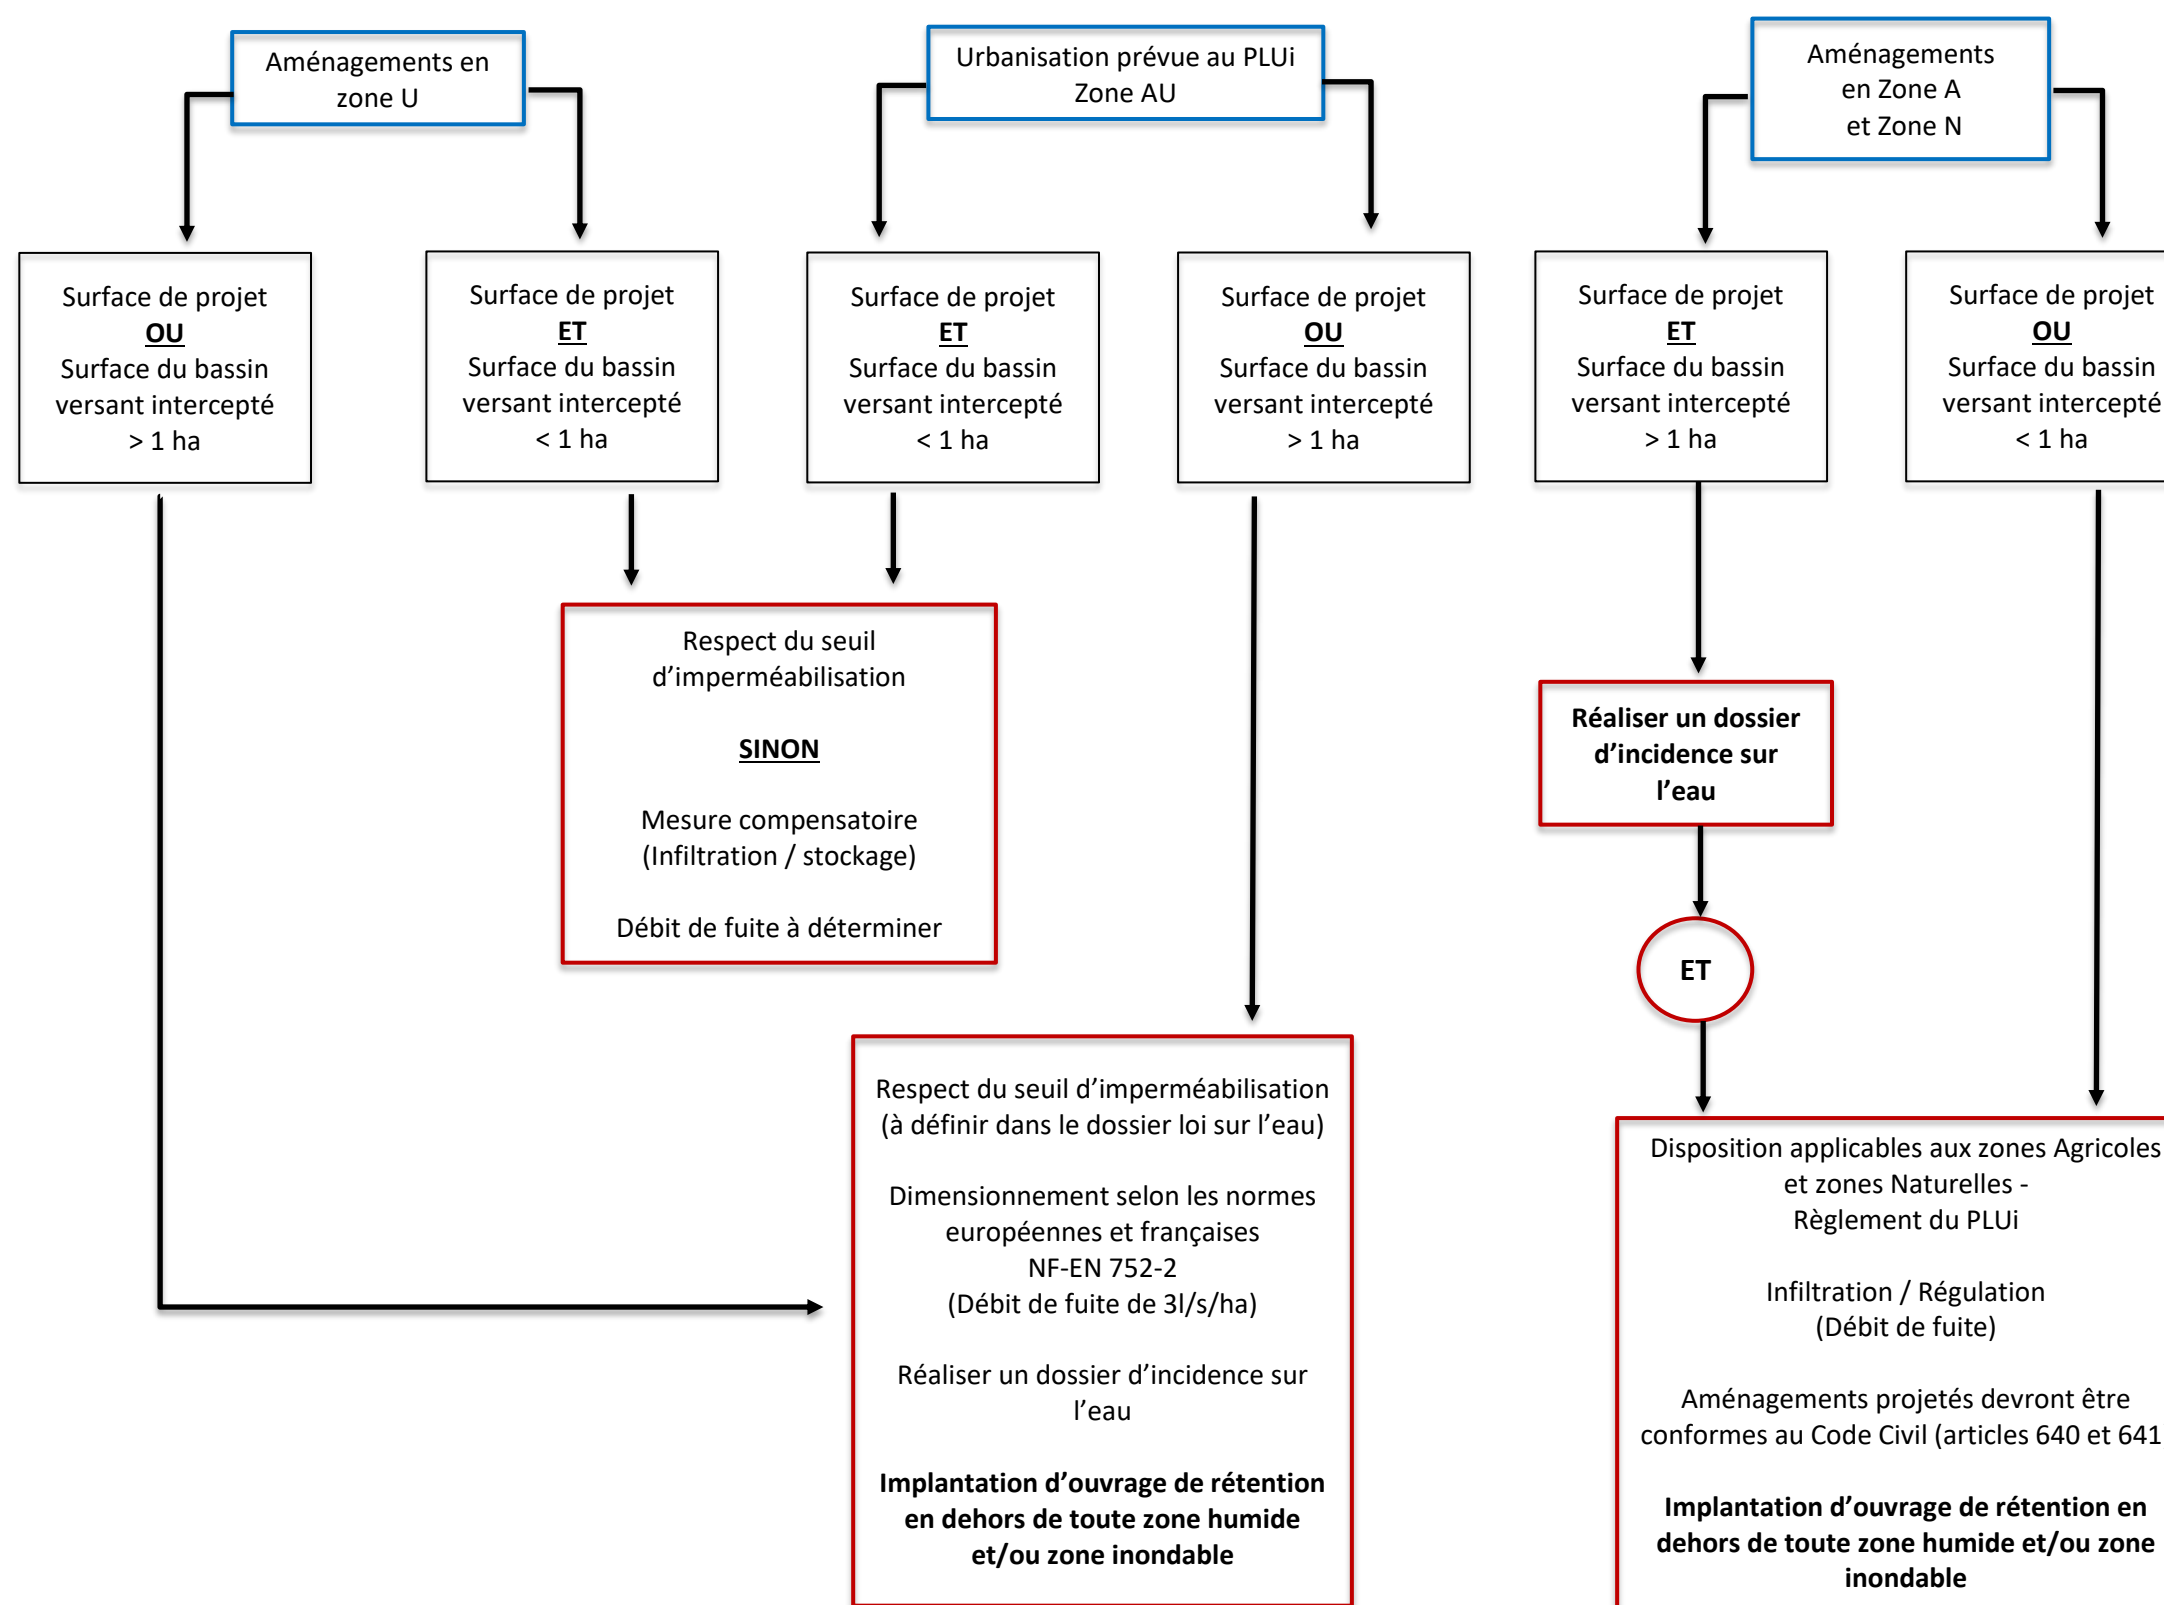 Aménagements en
zone U
Urbanisation prévue au PLUi
Zone AU
Aménagements
en Zone A
et Zone N
Surface de projet
OU
Surface du bassin
versant intercepté
> 1 ha
Surface de projet
ET
Surface du bassin
versant intercepté
< 1 ha
Surface de projet
ET
Surface du bassin
versant intercepté
< 1 ha
Surface de projet
OU
Surface du bassin
versant intercepté
> 1 ha
Surface de projet
ET
Surface du bassin
versant intercepté
> 1 ha
Surface de projet
OU
Surface du bassin
versant intercepté
< 1 ha
Respect du seuil
d’imperméabilisation
SINON
Mesure compensatoire
(Infiltration / stockage)
Débit de fuite à déterminer
Réaliser un dossier
d’incidence sur
l’eau
ET
Respect du seuil d’imperméabilisation
(à définir dans le dossier loi sur l’eau)
Dimensionnement selon les normes
européennes et françaises
NF-EN 752-2
(Débit de fuite de 3l/s/ha)
Réaliser un dossier d’incidence sur
l’eau
Implantation d’ouvrage de rétention
en dehors de toute zone humide
et/ou zone inondable
Disposition applicables aux zones Agricoles
et zones Naturelles -
Règlement du PLUi
Infiltration / Régulation
(Débit de fuite)
Aménagements projetés devront être
conformes au Code Civil (articles 640 et 641
Implantation d’ouvrage de rétention en
dehors de toute zone humide et/ou zone
inondable